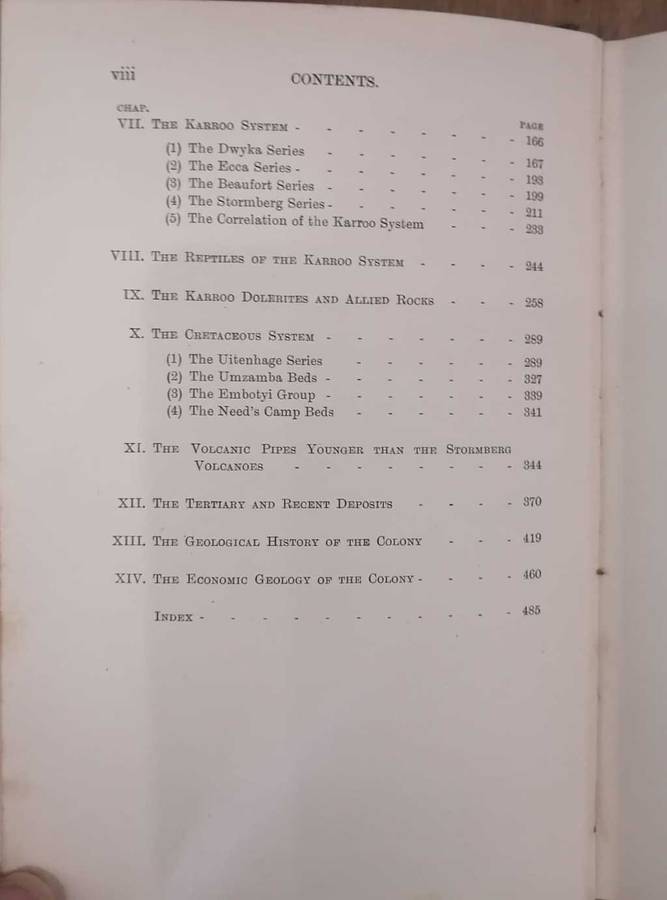 viii
CONTENTS.
CHAP.
PAGE
VII. THE KARROO SYSTEM - - - - - - - - 166
(1) The Dwyka Series - - - - - - - 167
(2) The Ecca Series - - - - - - - - 193
(3) The Beaufort Series - - - - - - - 199
(4) The Stormberg Series - - - - - - - 211
(5) The Correlation of the Karroo System - - - 233
VIII. THE REPTILES OF THE KARROO SYSTEM - - - - 244
IX. THE KARROO DOLERITES AND ALLIED ROCKS - - - 258
X. THE CRETACEOUS SYSTEM - - - - - - - 289
(1) The Uitenhage Series - - - - - - 289
(2) The Umzamba Beds - - - - - - - 327
(3) The Embotyi Group - - - - - - - 339
(4) The Need's Camp Beds - - - - - - 341
XI. THE VOLCANIC PIPES YOUNGER THAN THE STORMBERG
VOLCANOES - - - - - - - - 344
XII. THE TERTIARY AND RECENT DEPOSITS - - - - 370
XIII. THE GEOLOGICAL HISTORY OF THE COLONY - - - 419
XIV. THE ECONOMIC GEOLOGY OF THE COLONY - - - - 460
INDEX - - - - - - - - - - - 485